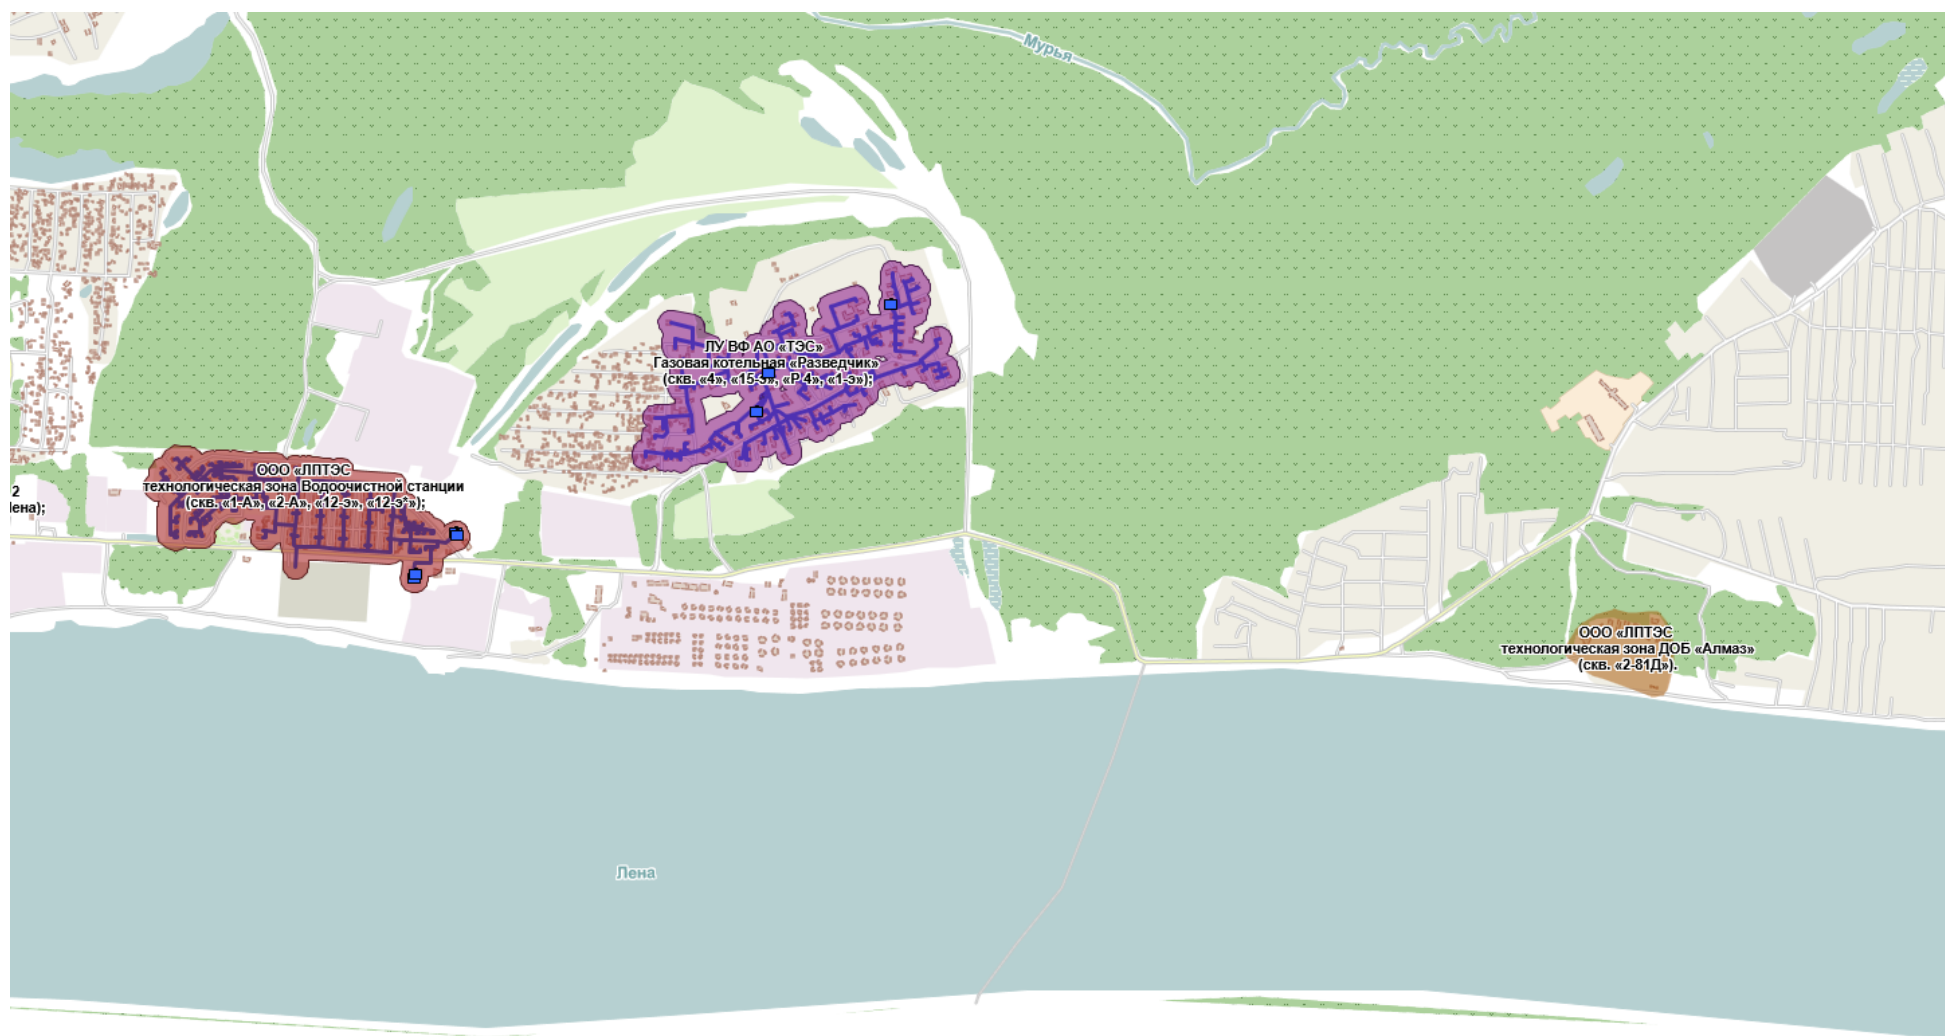 Мурья
ЛУ ВФ АО «ТЭС»
Газовая котельная «Разведчик»
(скв. «4», «15-Э», «Р 4», «1-э»);
ООО «ЛПТЭС
технологическая зона Водоочистной станции
(скв. «1-А», «2-А», «12-э», «12-э*»);
2
Лена);
ООО «ЛПТЭС
технологическая зона ДОБ «Алмаз»
(скв. «2-81Д»).
Лена